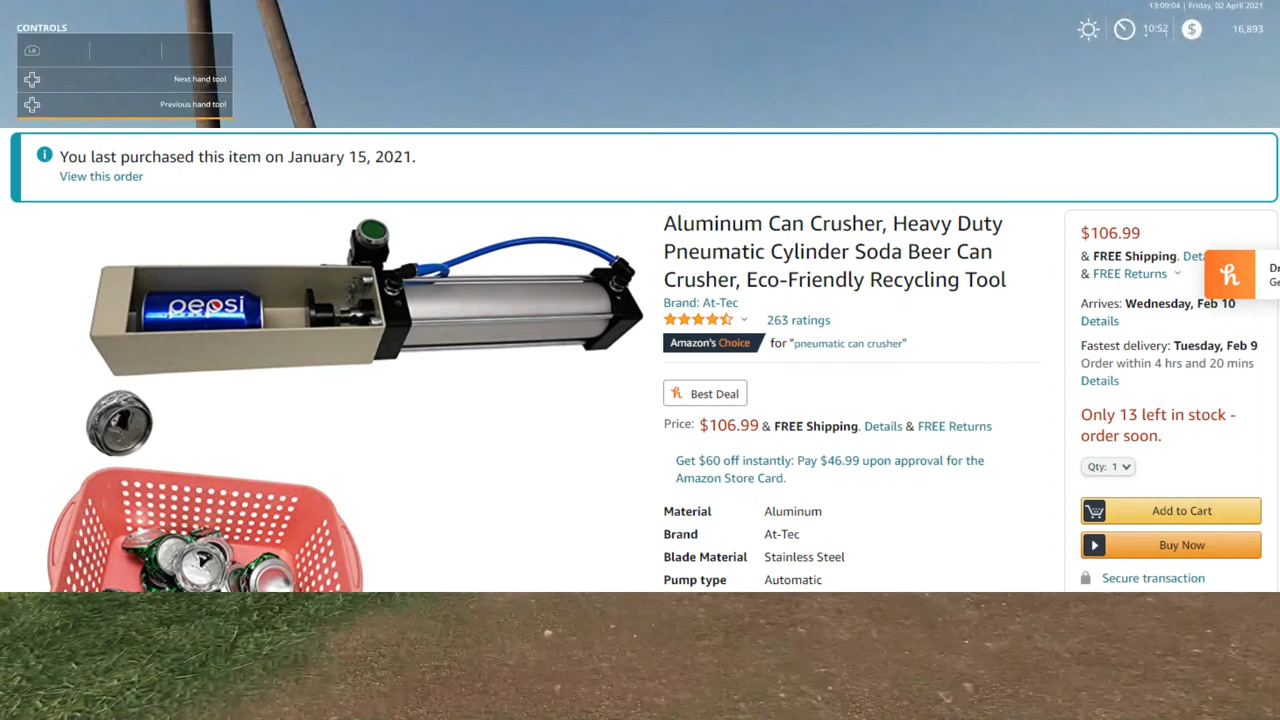 13:09:04 | Friday, 02 April 2021
CONTROLS
LB
10:52
16,893
Next hand tool
Previous hand tool
You last purchased this item on January 15, 2021.
View this order
pepsi
Aluminum Can Crusher, Heavy Duty
Pneumatic Cylinder Soda Beer Can
Crusher, Eco-Friendly Recycling Tool
Brand: At-Tec
263 ratings
Amazon's Choice for "pneumatic can crusher"
Best Deal
Price: $106.99 & FREE Shipping. Details & FREE Returns
Get $60 off instantly: Pay $46.99 upon approval for the
Amazon Store Card.
Material Aluminum
Brand At-Tec
Blade Material Stainless Steel
Pump type Automatic
$106.99
& FREE Shipping.
& FREE Returns
Arrives: Wednesday, Feb 10
Details
Fastest delivery: Tuesday, Feb 9
Order within 4 hrs and 20 mins
Details
Only 13 left in stock -
order soon.
Qty: 1
Add to Cart
Buy Now
Secure transaction